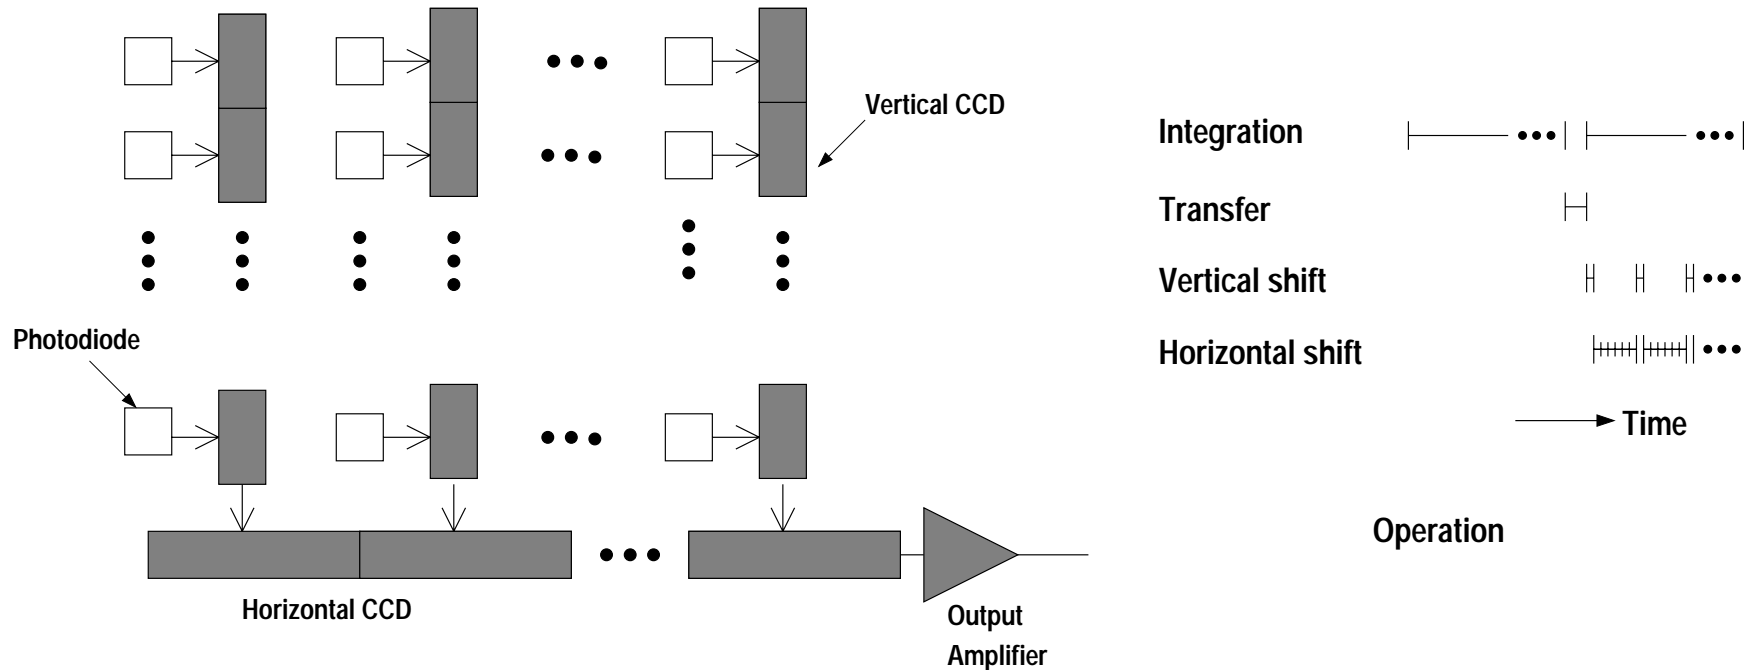 Vertical CCD
Photodiode
Horizontal CCD
Output
Amplifier
Integration
Transfer
Vertical shift
Horizontal shift
Time
Operation